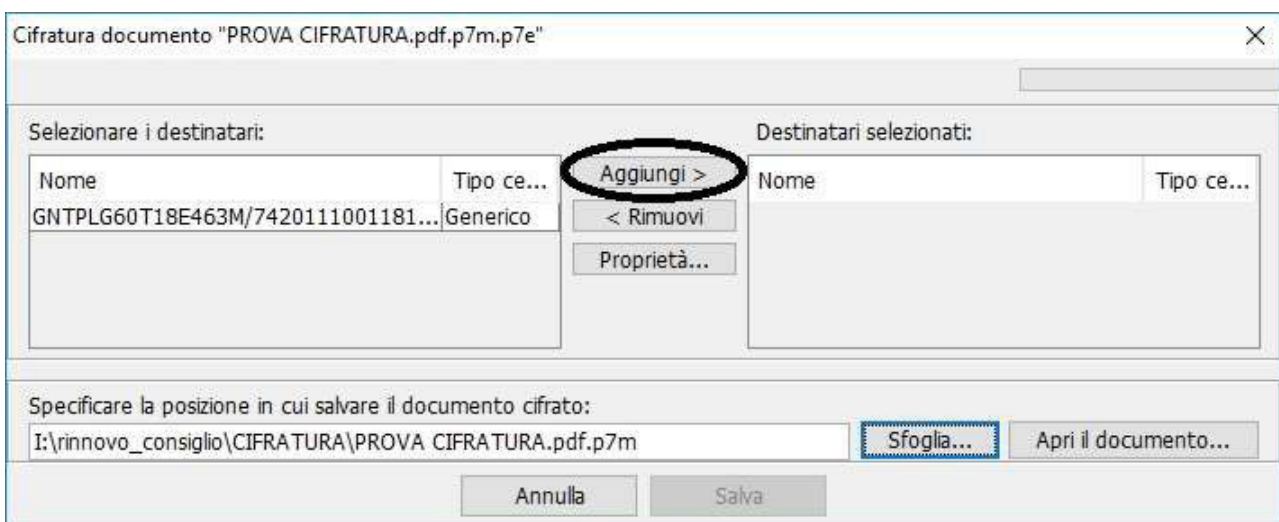 Cifratura documento "PROVA CIFRATURA.pdf.p7m.p7e"
Selezionare i destinatari:
Destinatari selezionati:
Nome Tipo ce...
Aggiungi >
Nome Tipo ce...
GNTPLG60T18E463M/7420111001181... Generico
< Rimuovi
Proprietà...
Specificare la posizione in cui salvare il documento cifrato:
I:\rinnovo_consiglio\CIFRATURA\PROVA CIFRATURA.pdf.p7m
Sfoglia...
Apri il documento...
Annulla
Salva